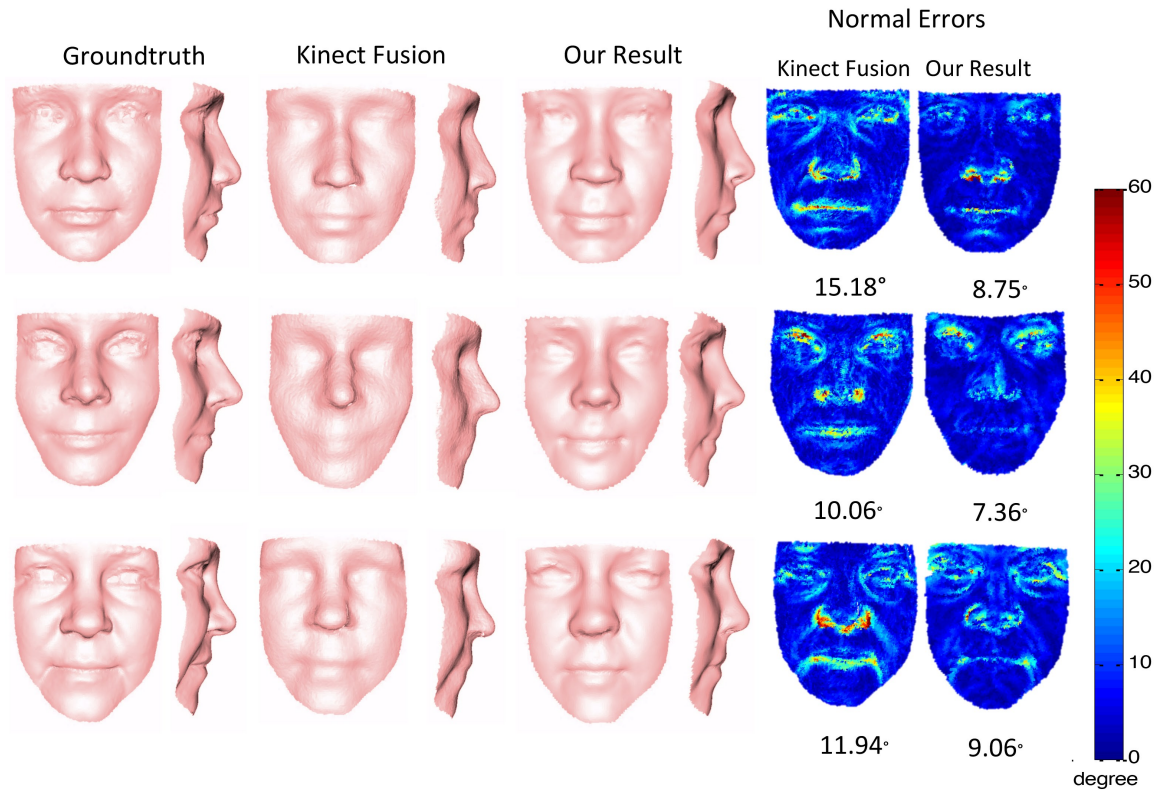 Normal Errors
Groundtruth Kinect Fusion Our Result
Kinect Fusion Our Result
15.18° 8.75°
10.06° 7.36°
11.94° 9.06°
60
50
40
30
20
10
0
degree